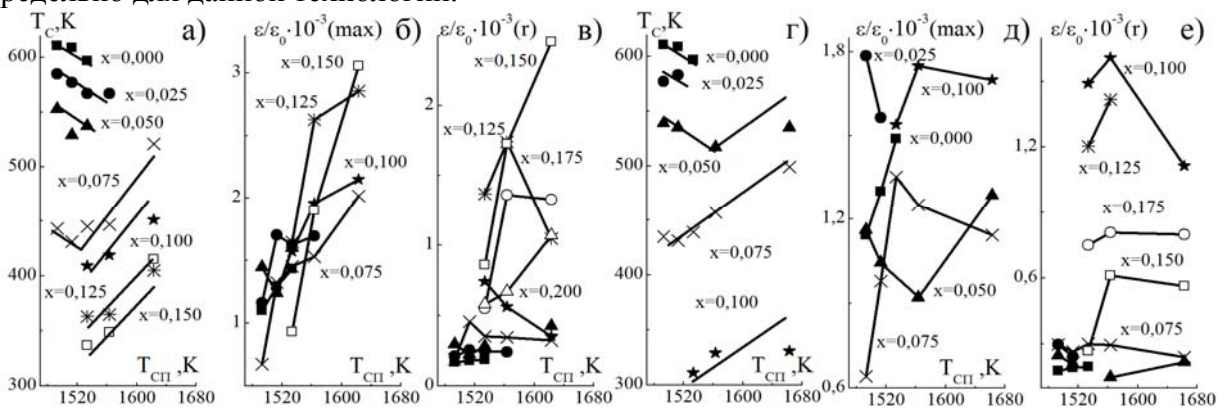 T_C,K
а)
600
500
400
300
x=0,000
x=0,025
x=0,050
x=0,075
x=0,100
x=0,125
x=0,150
T_СП ,K
1520 1600 1680
ε/ε₀·10⁻³ (max)
б)
3
2
1
x=0,150
x=0,125
x=0,100
x=0,075
T_СП ,K
1520 1600 1680
ε/ε₀·10⁻³ (r)
в)
2
1
0
x=0,150
x=0,125
x=0,175
x=0,200
T_СП ,K
1520 1600 1680
T_C,K
г)
600
550
500
450
400
350
300
x=0,000
x=0,025
x=0,050
x=0,075
x=0,100
T_СП ,K
1520 1600 1680
ε/ε₀·10⁻³ (max)
д)
1.8
1.2
0.6
x=0,025
x=0,100
x=0,000
x=0,050
x=0,075
T_СП ,K
1520 1600 1680
ε/ε₀·10⁻³ (r)
е)
1.2
0.6
x=0,100
x=0,125
x=0,175
x=0,150
x=0,075
T_СП ,K
1520 1600 1680